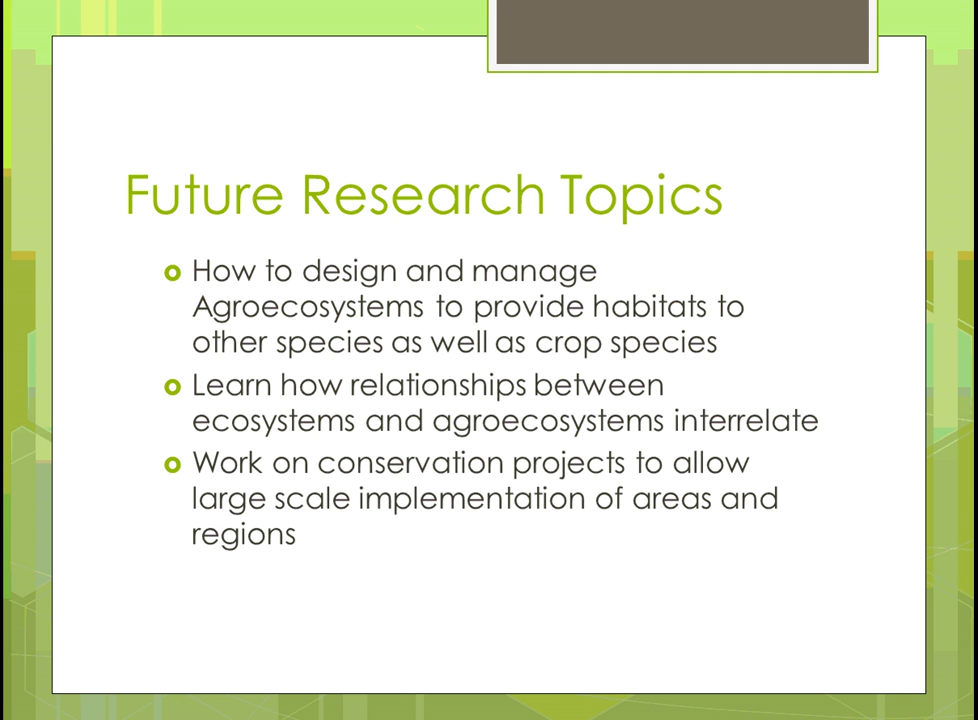 Future Research Topics
How to design and manage
Agroecosystems to provide habitats to
other species as well as crop species
Learn how relationships between
ecosystems and agroecosystems interrelate
Work on conservation projects to allow
large scale implementation of areas and
regions